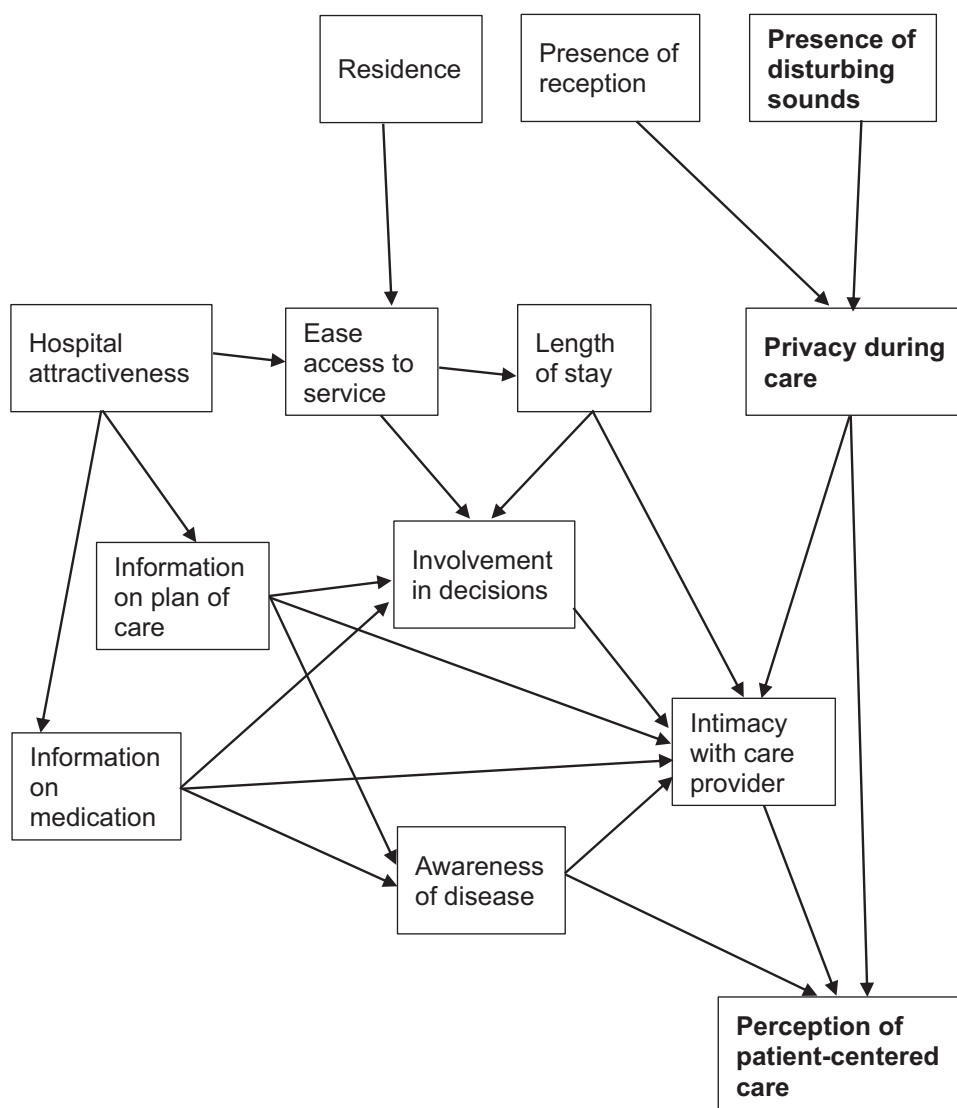 Residence
Presence of
reception
Presence of
disturbing
sounds
Hospital
attractiveness
Ease
access to
service
Length
of stay
Privacy during
care
Information
on plan of
care
Involvement
in decisions
Information
on
medication
Intimacy
with care
provider
Awareness
of disease
Perception of
patient-centered
care